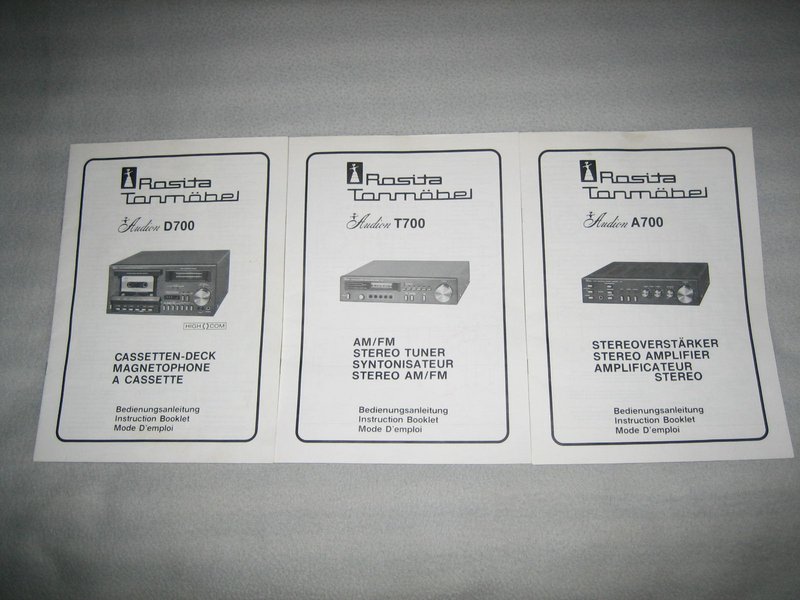 Rosita
Tonmöbel
Audion D700
HIGH COM
CASSETTEN-DECK
MAGNETOPHONE
A CASSETTE
Bedienungsanleitung
Instruction Booklet
Mode D'emploi
Rosita
Tonmöbel
Audion T700
AM/FM
STEREO TUNER
SYNTONISATEUR
STEREO AM/FM
Bedienungsanleitung
Instruction Booklet
Mode D'emploi
Rosita
Tonmöbel
Audion A700
STEREOVERSTÄRKER
STEREO AMPLIFIER
AMPLIFICATEUR
STEREO
Bedienungsanleitung
Instruction Booklet
Mode D'emploi